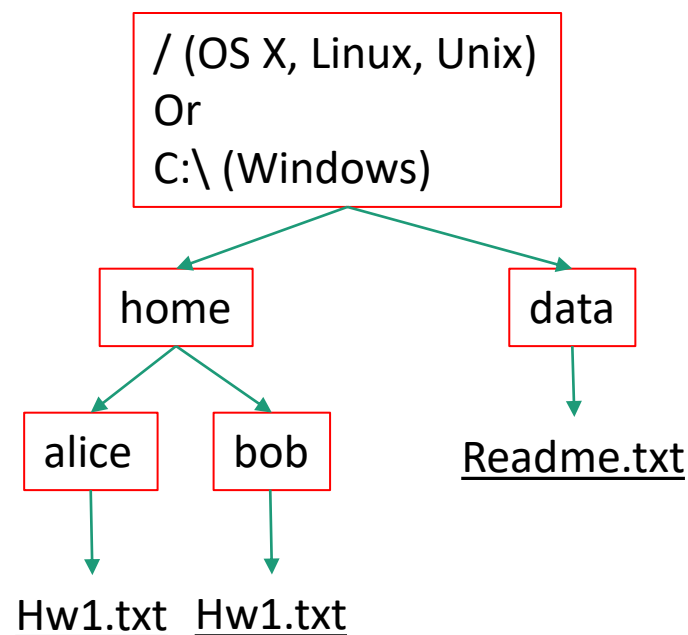 / (OS X, Linux, Unix)
Or
C:\ (Windows)
home
data
alice
bob
Readme.txt
Hw1.txt
Hw1.txt